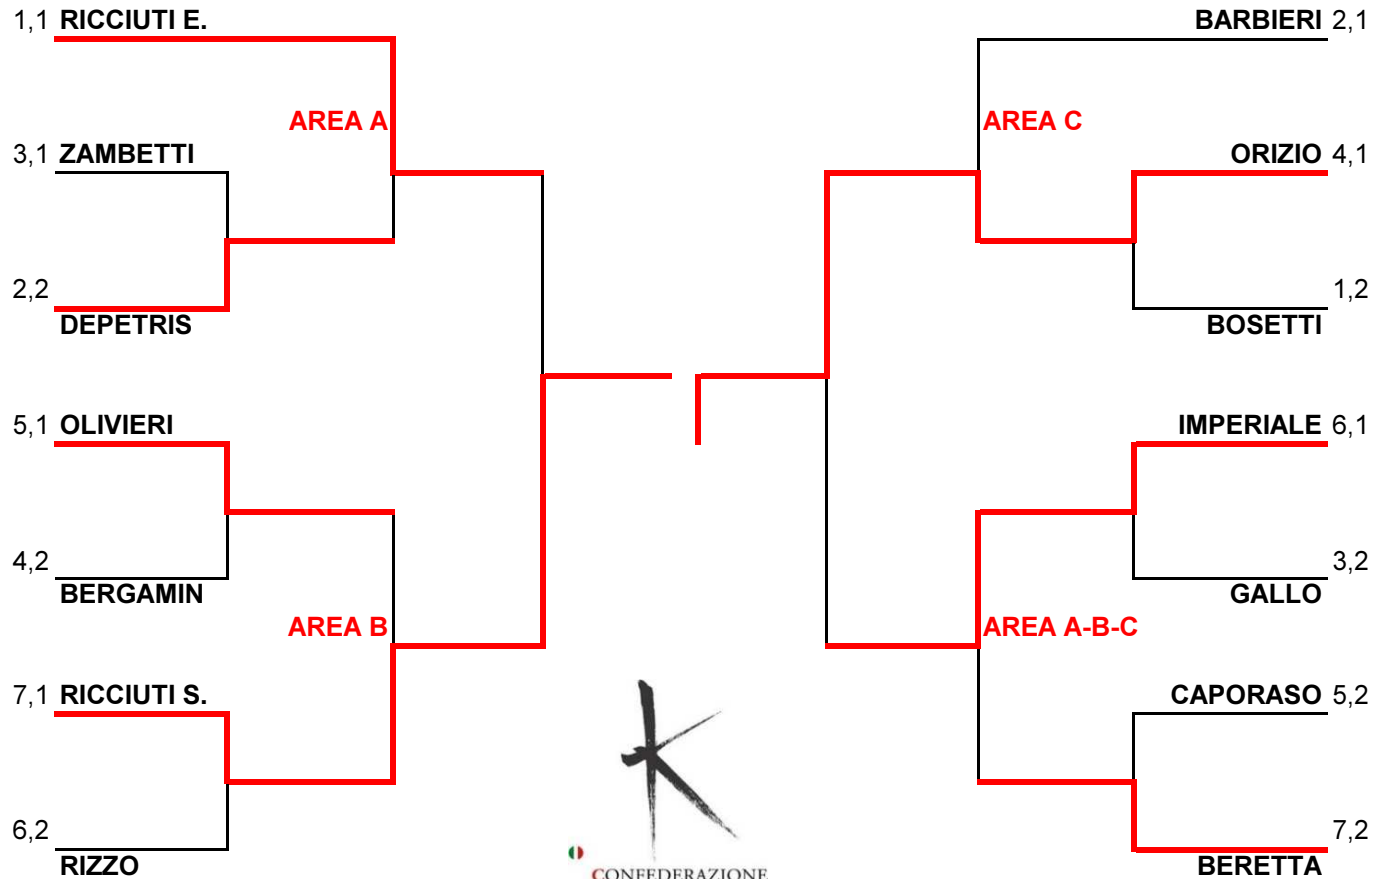 1,1 RICCIUTI E.
BARBIERI 2,1
AREA A
AREA C
3,1 ZAMBETTI
ORIZIO 4,1
2,2
DEPETRIS
1,2
BOSETTI
5,1 OLIVIERI
IMPERIALE 6,1
4,2
BERGAMIN
3,2
GALLO
AREA B
AREA A-B-C
7,1 RICCIUTI S.
CAPORASO 5,2
6,2
RIZZO
7,2
BERETTA
CONFEDERAZIONE